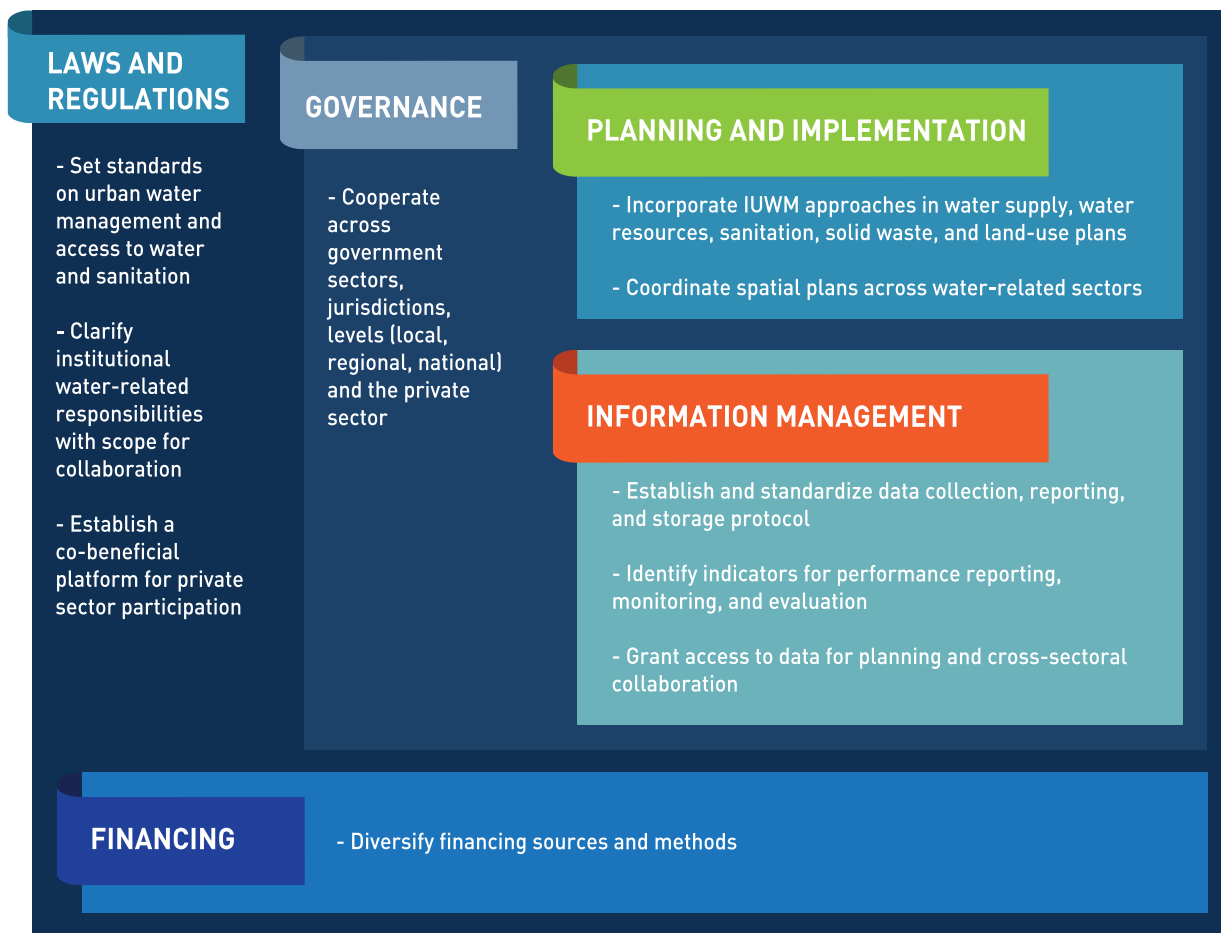 LAWS AND
REGULATIONS
- Set standards
on urban water
management and
access to water
and sanitation
- Clarify
institutional
water-related
responsibilities
with scope for
collaboration
- Establish a
co-beneficial
platform for private
sector participation
GOVERNANCE
- Cooperate
across
government
sectors,
jurisdictions,
levels (local,
regional, national)
and the private
sector
PLANNING AND IMPLEMENTATION
- Incorporate IUWM approaches in water supply, water
resources, sanitation, solid waste, and land-use plans
- Coordinate spatial plans across water-related sectors
INFORMATION MANAGEMENT
- Establish and standardize data collection, reporting,
and storage protocol
- Identify indicators for performance reporting,
monitoring, and evaluation
- Grant access to data for planning and cross-sectoral
collaboration
FINANCING
- Diversify financing sources and methods